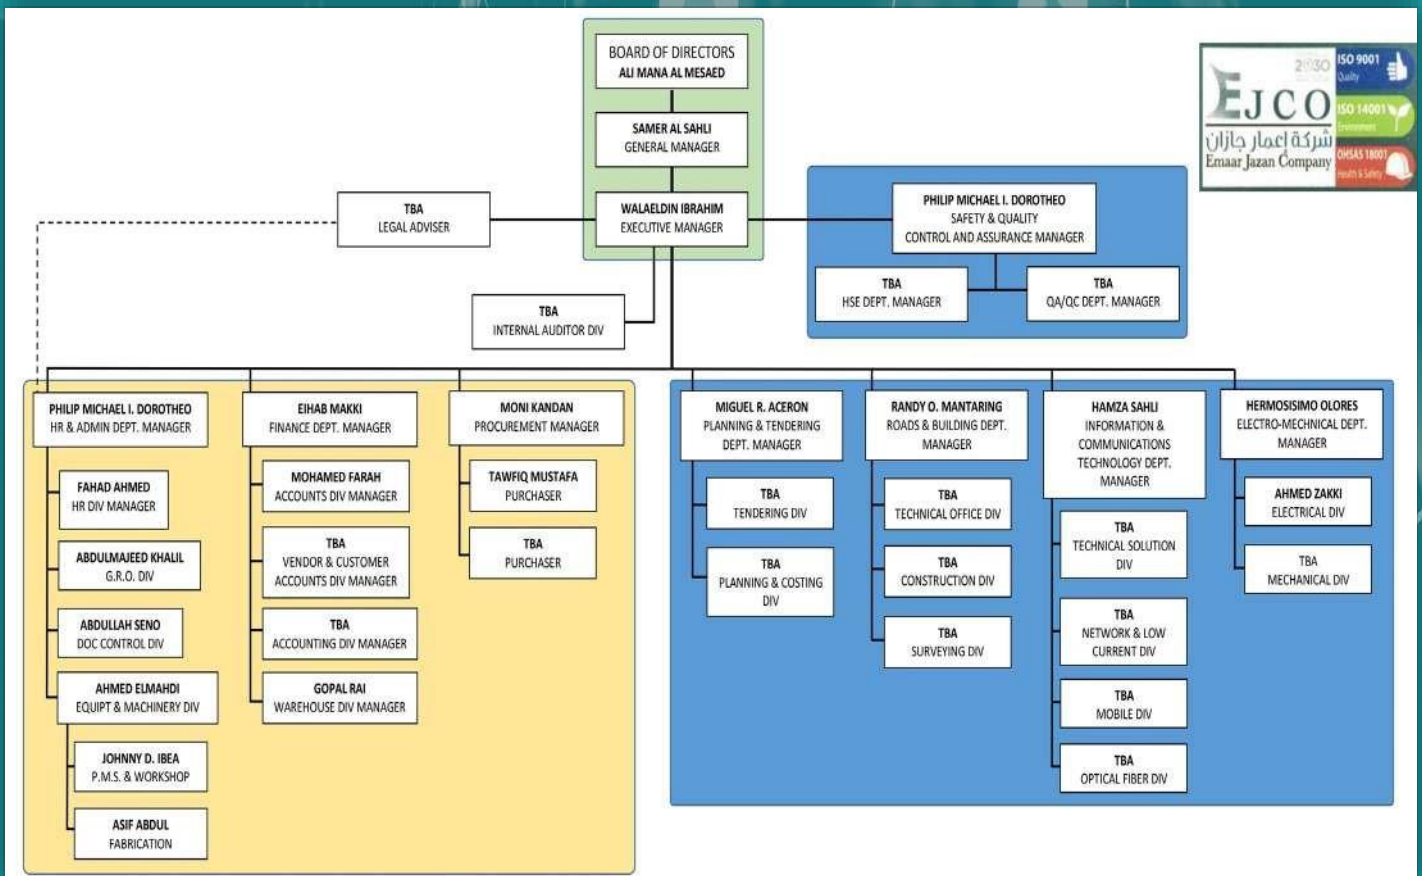 BOARD OF DIRECTORS
ALI MANA AL MESAED
SAMER AL SAHLI
GENERAL MANAGER
WALAELDIN IBRAHIM
EXECUTIVE MANAGER
2030
EJCO
شركة إعمار جازان
Emaar Jazan Company
ISO 9001
Quality
ISO 14001
Environment
OHSAS 18001
Health & Safety
TBA
LEGAL ADVISER
PHILIP MICHAEL I. DOROTHEO
SAFETY & QUALITY
CONTROL AND ASSURANCE MANAGER
TBA
HSE DEPT. MANAGER
TBA
QA/QC DEPT. MANAGER
TBA
INTERNAL AUDITOR DIV
PHILIP MICHAEL I. DOROTHEO
HR & ADMIN DEPT. MANAGER
FAHAD AHMED
HR DIV MANAGER
ABDULMAJEED KHALIL
G.R.O. DIV
ABDULLAH SENO
DOC CONTROL DIV
AHMED ELMAHDI
EQUIPT & MACHINERY DIV
JOHNNY D. IBEA
P.M.S. & WORKSHOP
ASIF ABDUL
FABRICATION
EIHAB MAKKI
FINANCE DEPT. MANAGER
MOHAMED FARAH
ACCOUNTS DIV MANAGER
TBA
VENDOR & CUSTOMER
ACCOUNTS DIV MANAGER
TBA
ACCOUNTING DIV MANAGER
GOPAL RAI
WAREHOUSE DIV MANAGER
MONI KANDAN
PROCUREMENT MANAGER
TAWFIQ MUSTAFA
PURCHASER
TBA
PURCHASER
MIGUEL R. ACERON
PLANNING & TENDERING
DEPT. MANAGER
TBA
TENDERING DIV
TBA
PLANNING & COSTING
DIV
RANDY O. MANTARING
ROADS & BUILDING DEPT.
MANAGER
TBA
TECHNICAL OFFICE DIV
TBA
CONSTRUCTION DIV
TBA
SURVEYING DIV
HAMZA SAHLI
INFORMATION &
COMMUNICATIONS
TECHNOLOGY DEPT.
MANAGER
TBA
TECHNICAL SOLUTION
DIV
TBA
NETWORK & LOW
CURRENT DIV
TBA
MOBILE DIV
TBA
OPTICAL FIBER DIV
HERMOSISIMO OLORES
ELECTRO-MECHNICAL DEPT.
MANAGER
AHMED ZAKKI
ELECTRICAL DIV
TBA
MECHANICAL DIV